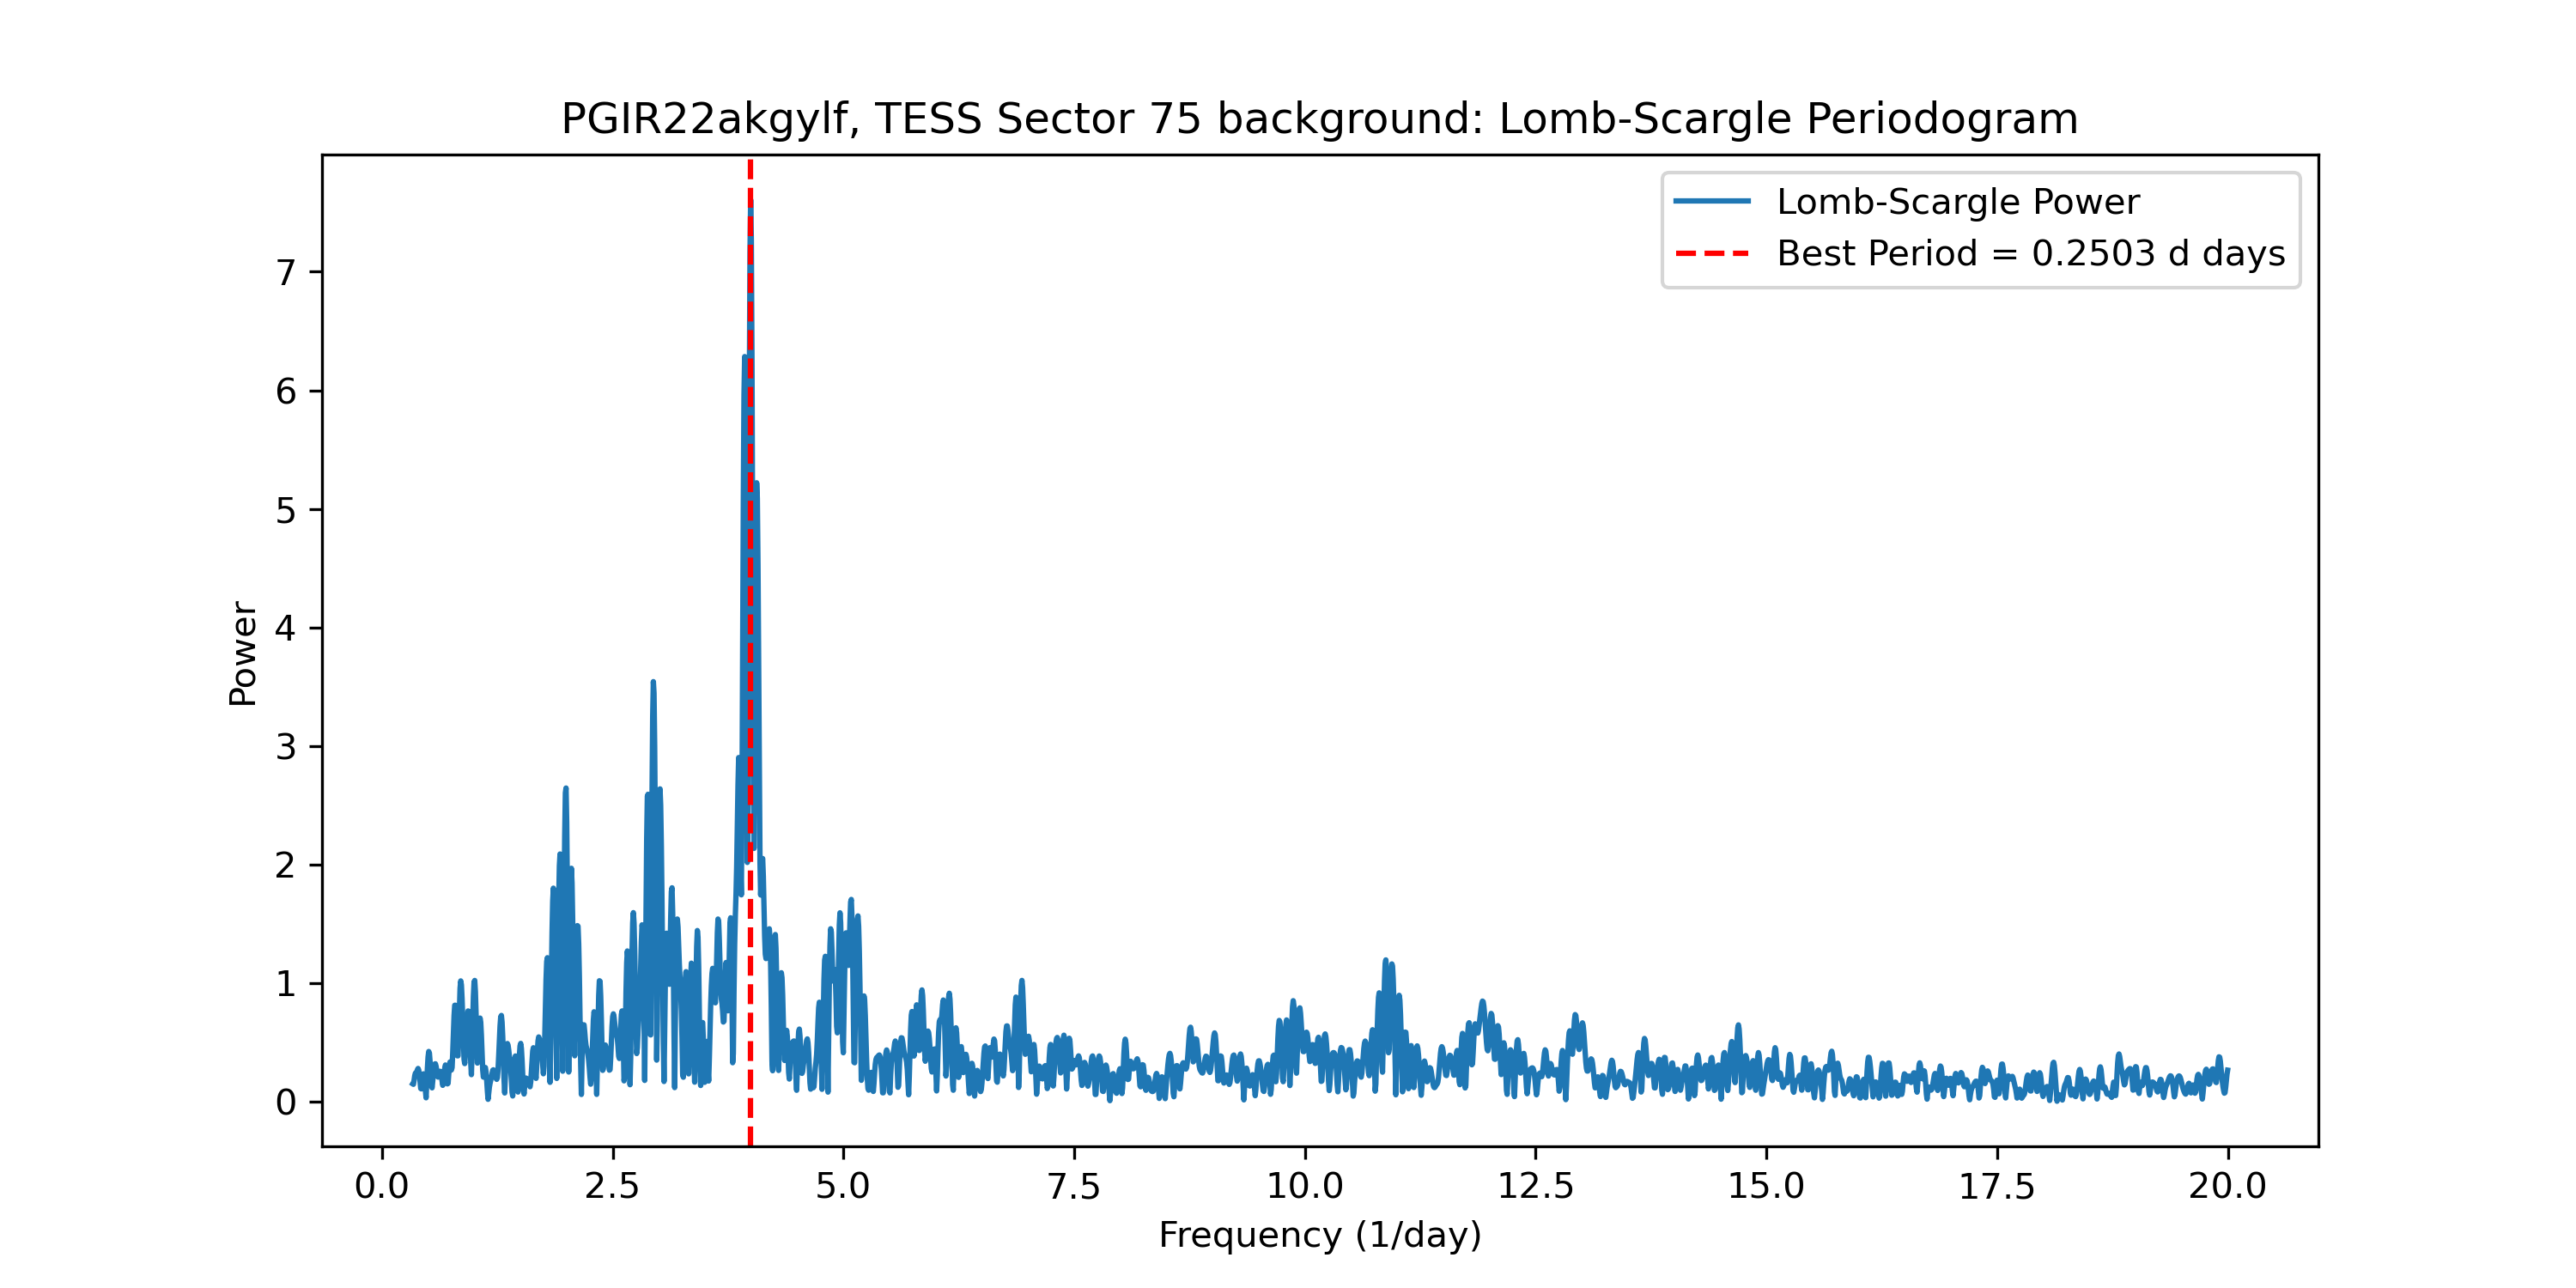 PGIR22akgylf, TESS Sector 75 background: Lomb-Scargle Periodogram
Lomb-Scargle Power
Best Period = 0.2503 d days
Power
7
6
5
4
3
2
1
0
0.0 2.5 5.0 7.5 10.0 12.5 15.0 17.5 20.0
Frequency (1/day)